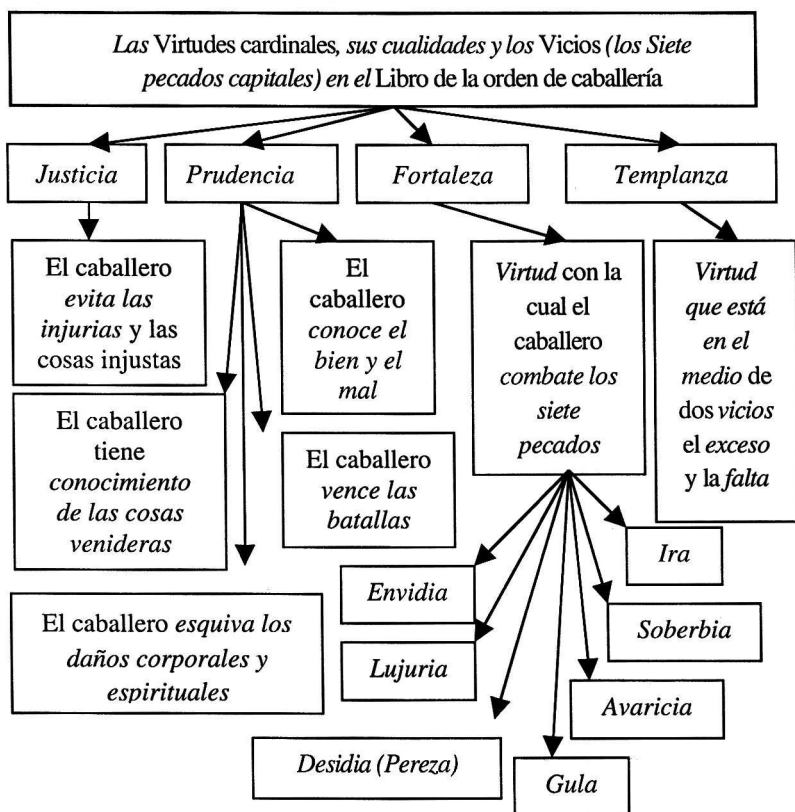 Las Virtudes cardinales, sus cualidades y los Vicios (los Siete
pecados capitales) en el Libro de la orden de caballería
Justicia
Prudencia
Fortaleza
Templanza
El caballero
evita las
injurias y las
cosas injustas
El
caballero
conoce el
bien y el
mal
Virtud con la
cual el
caballero
combate los
siete
pecados
Virtud
que está
en el
medio de
dos vicios
el exceso
y la falta
El caballero
tiene
conocimiento
de las cosas
venideras
El caballero
vence las
batallas
El caballero esquiva los
daños corporales y
espirituales
Envidia
Lujuria
Desidia (Pereza)
Gula
Avaricia
Soberbia
Ira